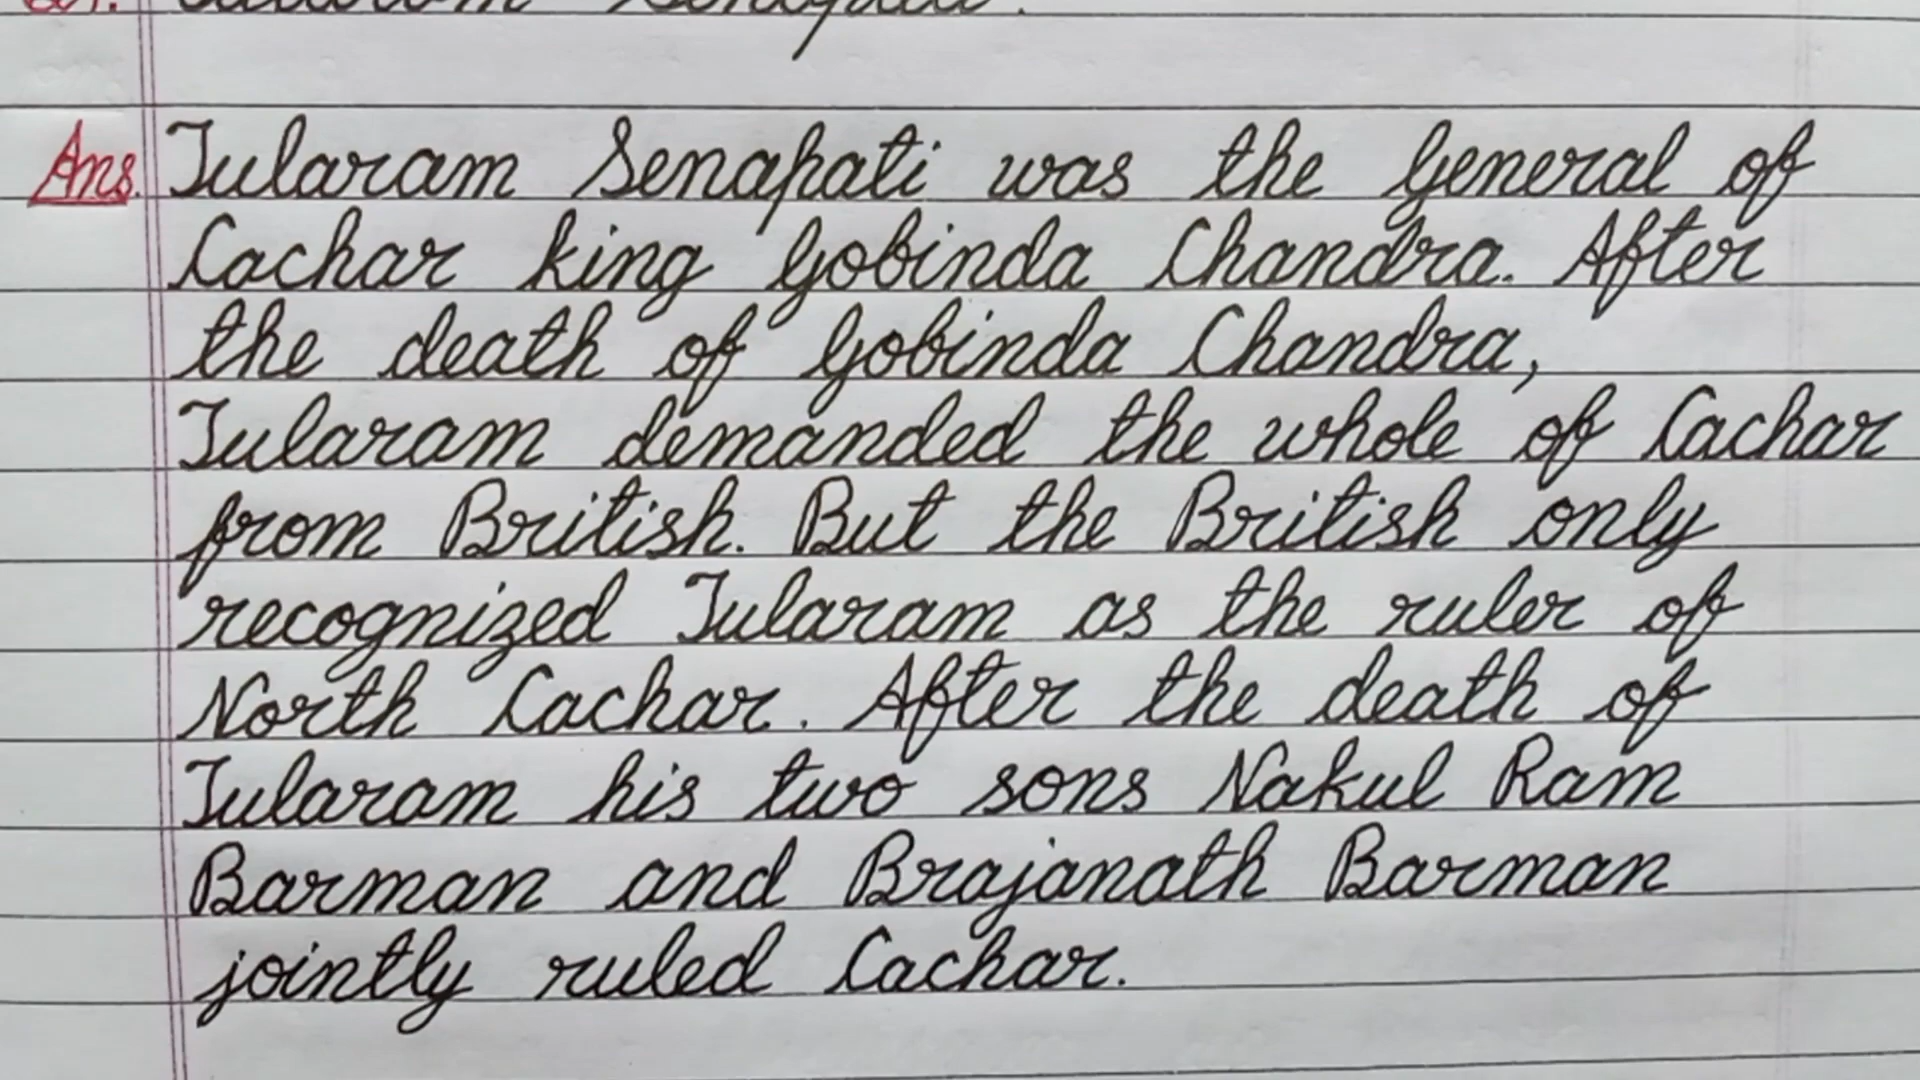 Tularam Senapati.
Ans. Tularam Senapati was the General of
Cachar king Gobinda Chandra. After
the death of Gobinda Chandra,
Tularam demanded the whole of Cachar
from British. But the British only
recognized Tularam as the ruler of
North Cachar. After the death of
Tularam his two sons Nakul Ram
Barman and Brajanath Barman
jointly ruled Cachar.